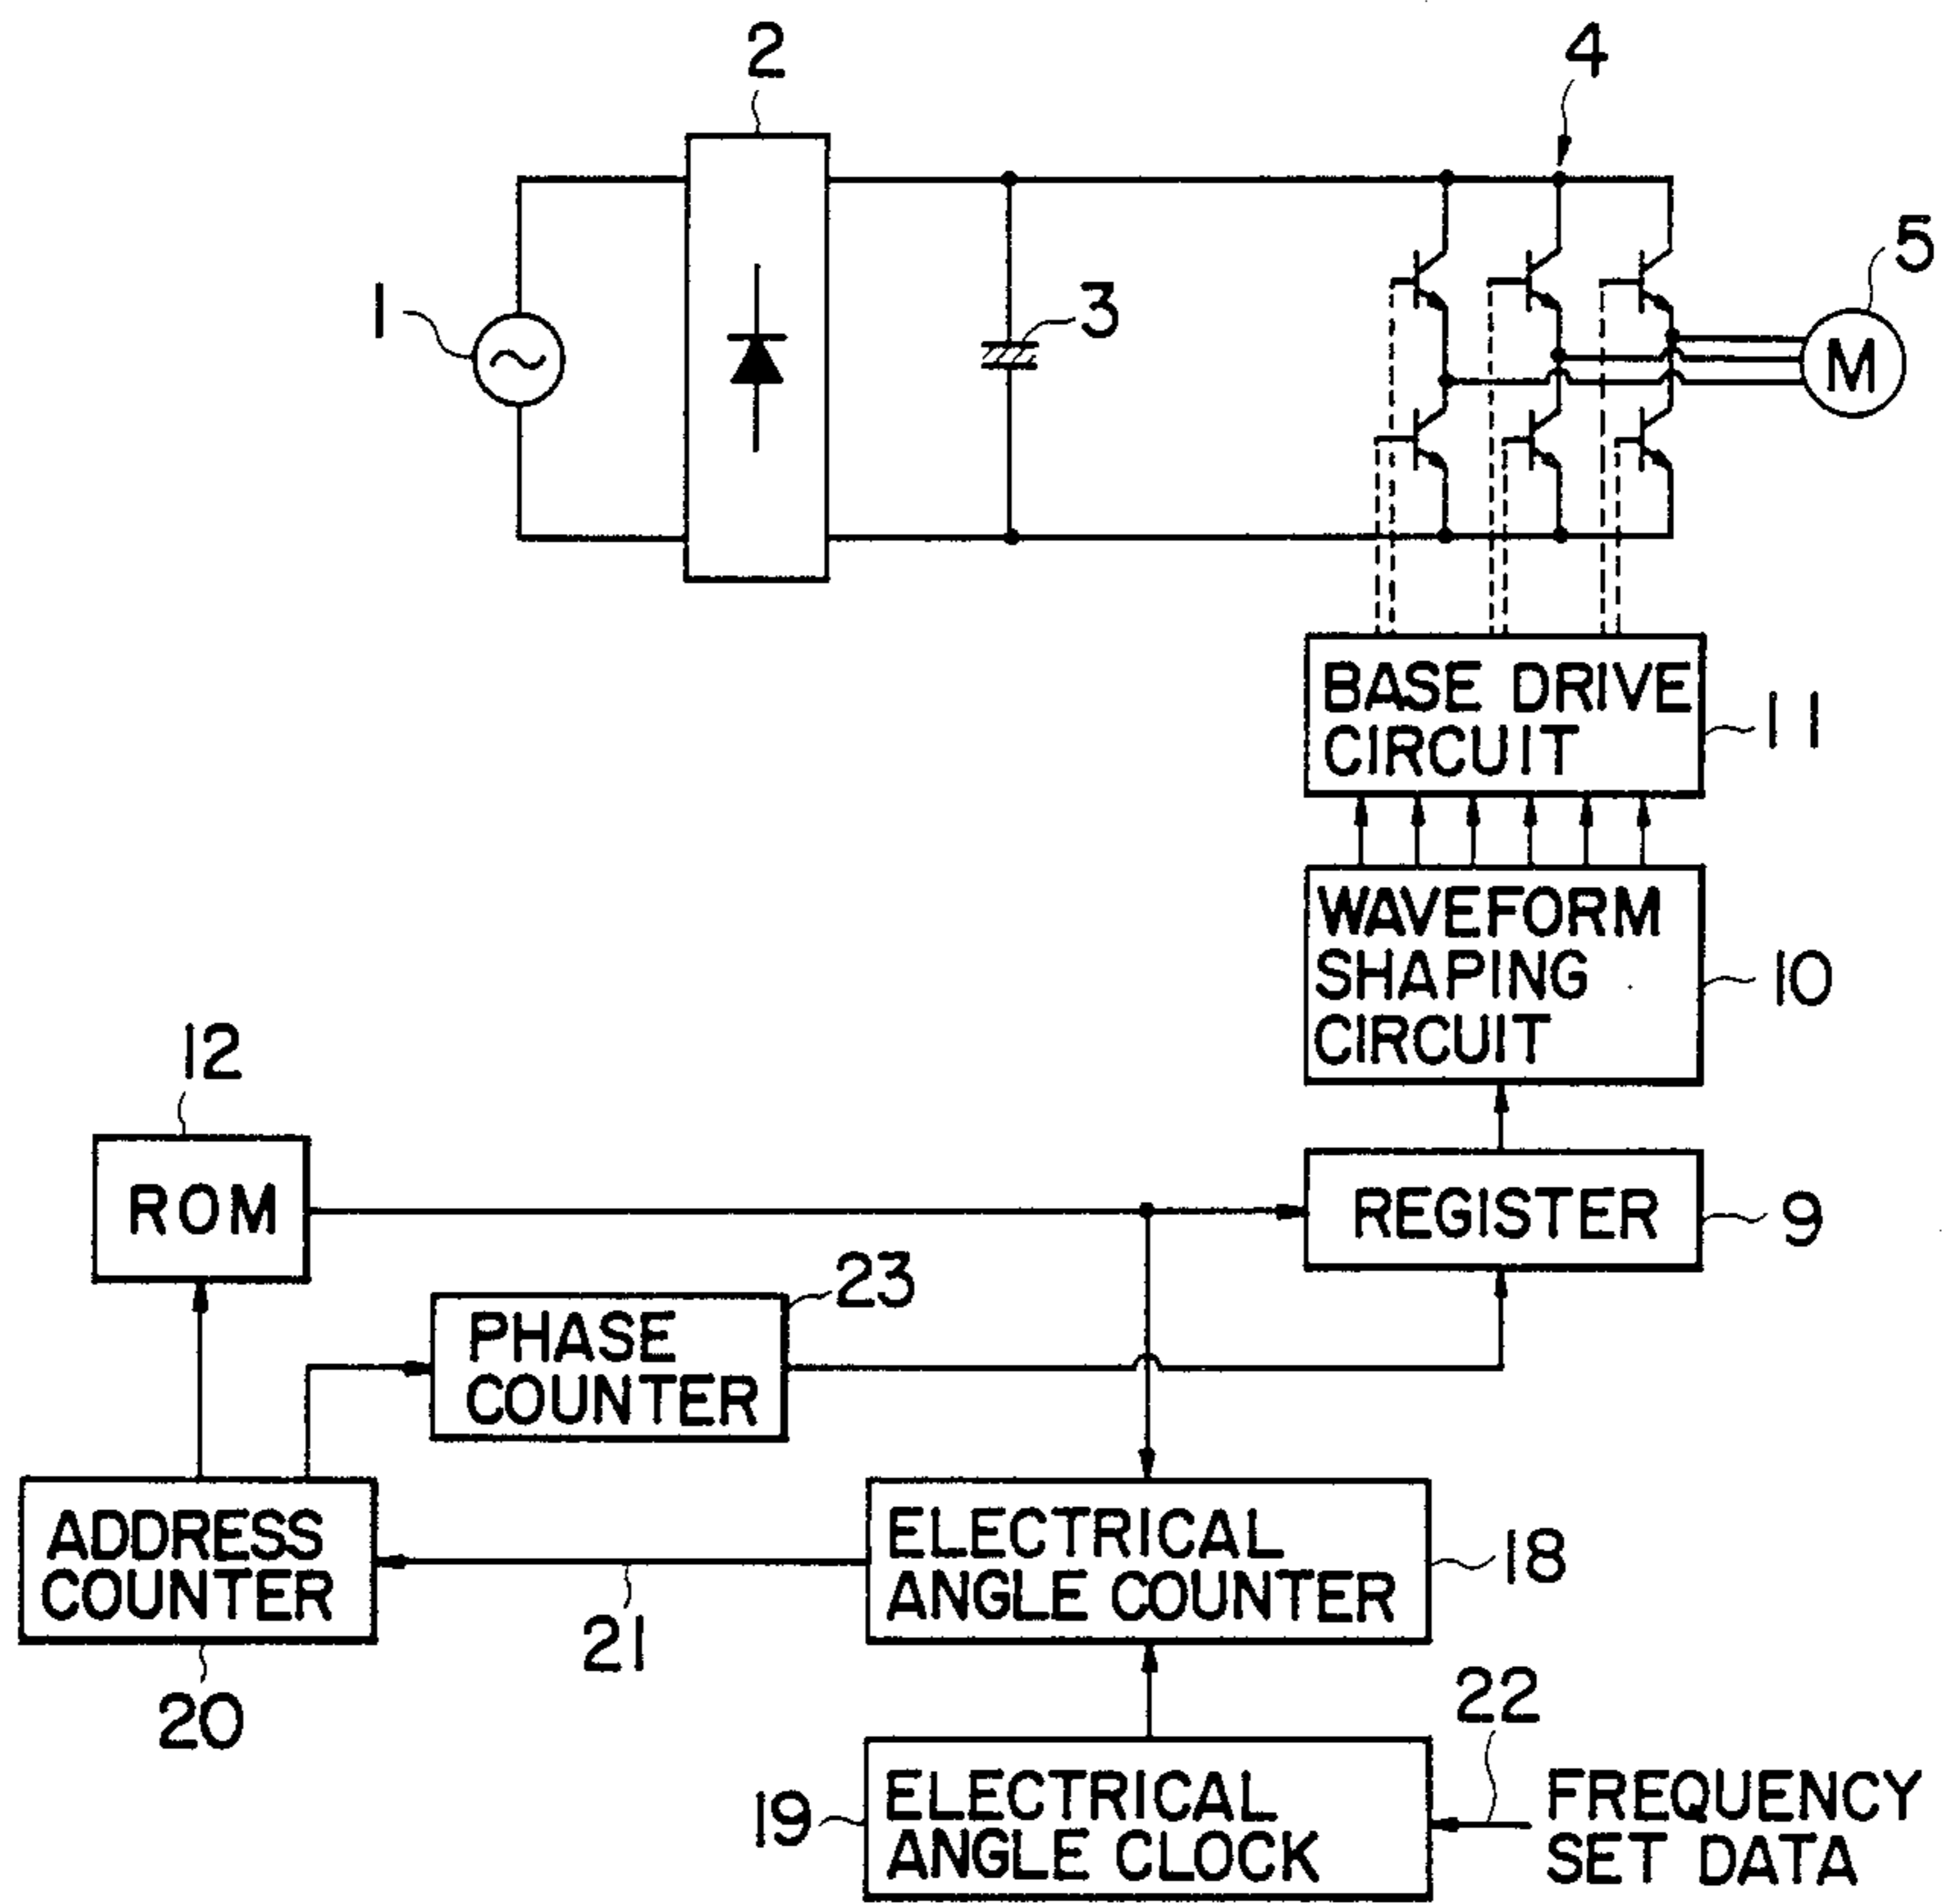 2
4
5
1
3
M
BASE DRIVE
CIRCUIT
11
WAVEFORM
SHAPING
CIRCUIT
10
12
ROM
REGISTER
9
23
PHASE
COUNTER
ADDRESS
COUNTER
ELECTRICAL
ANGLE COUNTER
18
21
20
22
19
ELECTRICAL
ANGLE CLOCK
FREQUENCY
SET DATA